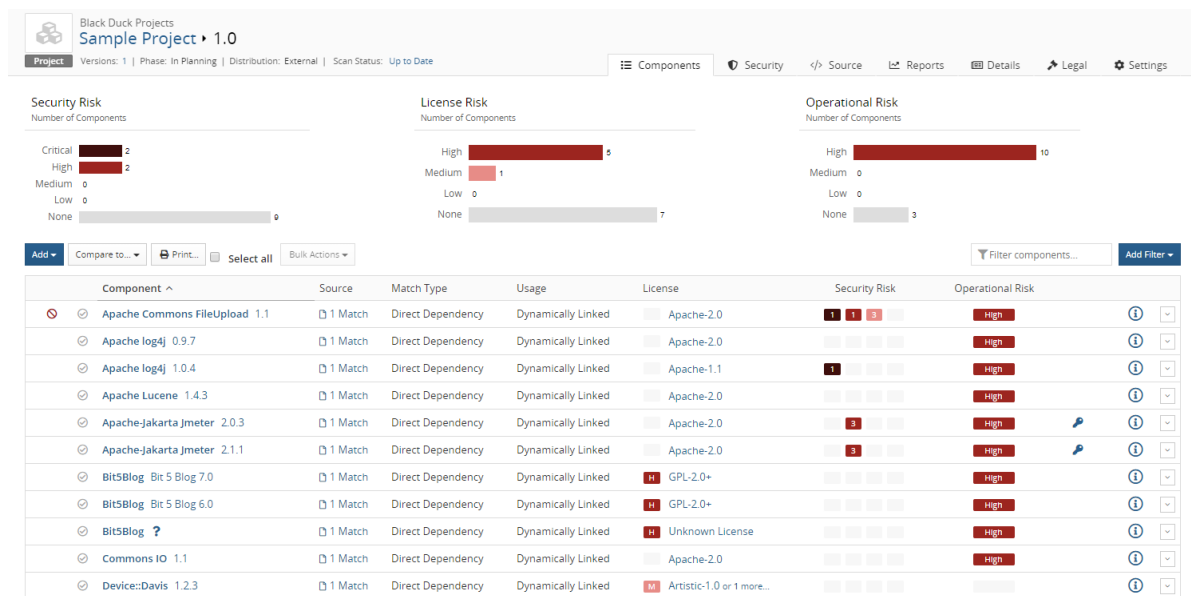 Black Duck Projects
Sample Project ▸ 1.0
Project Versions: 1 | Phase: In Planning | Distribution: External | Scan Status: Up to Date
Components Security </> Source Reports Details Legal Settings
Security Risk License Risk Operational Risk
Number of Components Number of Components Number of Components
Critical 2
High 2
Medium 0
Low 0
None 9
High 5
Medium 1
Low 0
None 7
High 10
Medium 0
Low 0
None 3
Add Compare to... Print... Select all Bulk Actions Filter components... Add Filter
Component Source Match Type Usage License Security Risk Operational Risk
Apache Commons FileUpload 1.1 1 Match Direct Dependency Dynamically Linked Apache-2.0 1 1 3 High
Apache log4j 0.9.7 1 Match Direct Dependency Dynamically Linked Apache-2.0 High
Apache log4j 1.0.4 1 Match Direct Dependency Dynamically Linked Apache-1.1 1 High
Apache Lucene 1.4.3 1 Match Direct Dependency Dynamically Linked Apache-2.0 High
Apache-Jakarta Jmeter 2.0.3 1 Match Direct Dependency Dynamically Linked Apache-2.0 3 High
Apache-Jakarta Jmeter 2.1.1 1 Match Direct Dependency Dynamically Linked Apache-2.0 3 High
Bit5Blog Bit 5 Blog 7.0 1 Match Direct Dependency Dynamically Linked H GPL-2.0+ High
Bit5Blog Bit 5 Blog 6.0 1 Match Direct Dependency Dynamically Linked H GPL-2.0+ High
Bit5Blog ? 1 Match Direct Dependency Dynamically Linked H Unknown License High
Commons IO 1.1 1 Match Direct Dependency Dynamically Linked Apache-2.0 High
Device::Davis 1.2.3 1 Match Direct Dependency Dynamically Linked M Artistic-1.0 or 1 more...